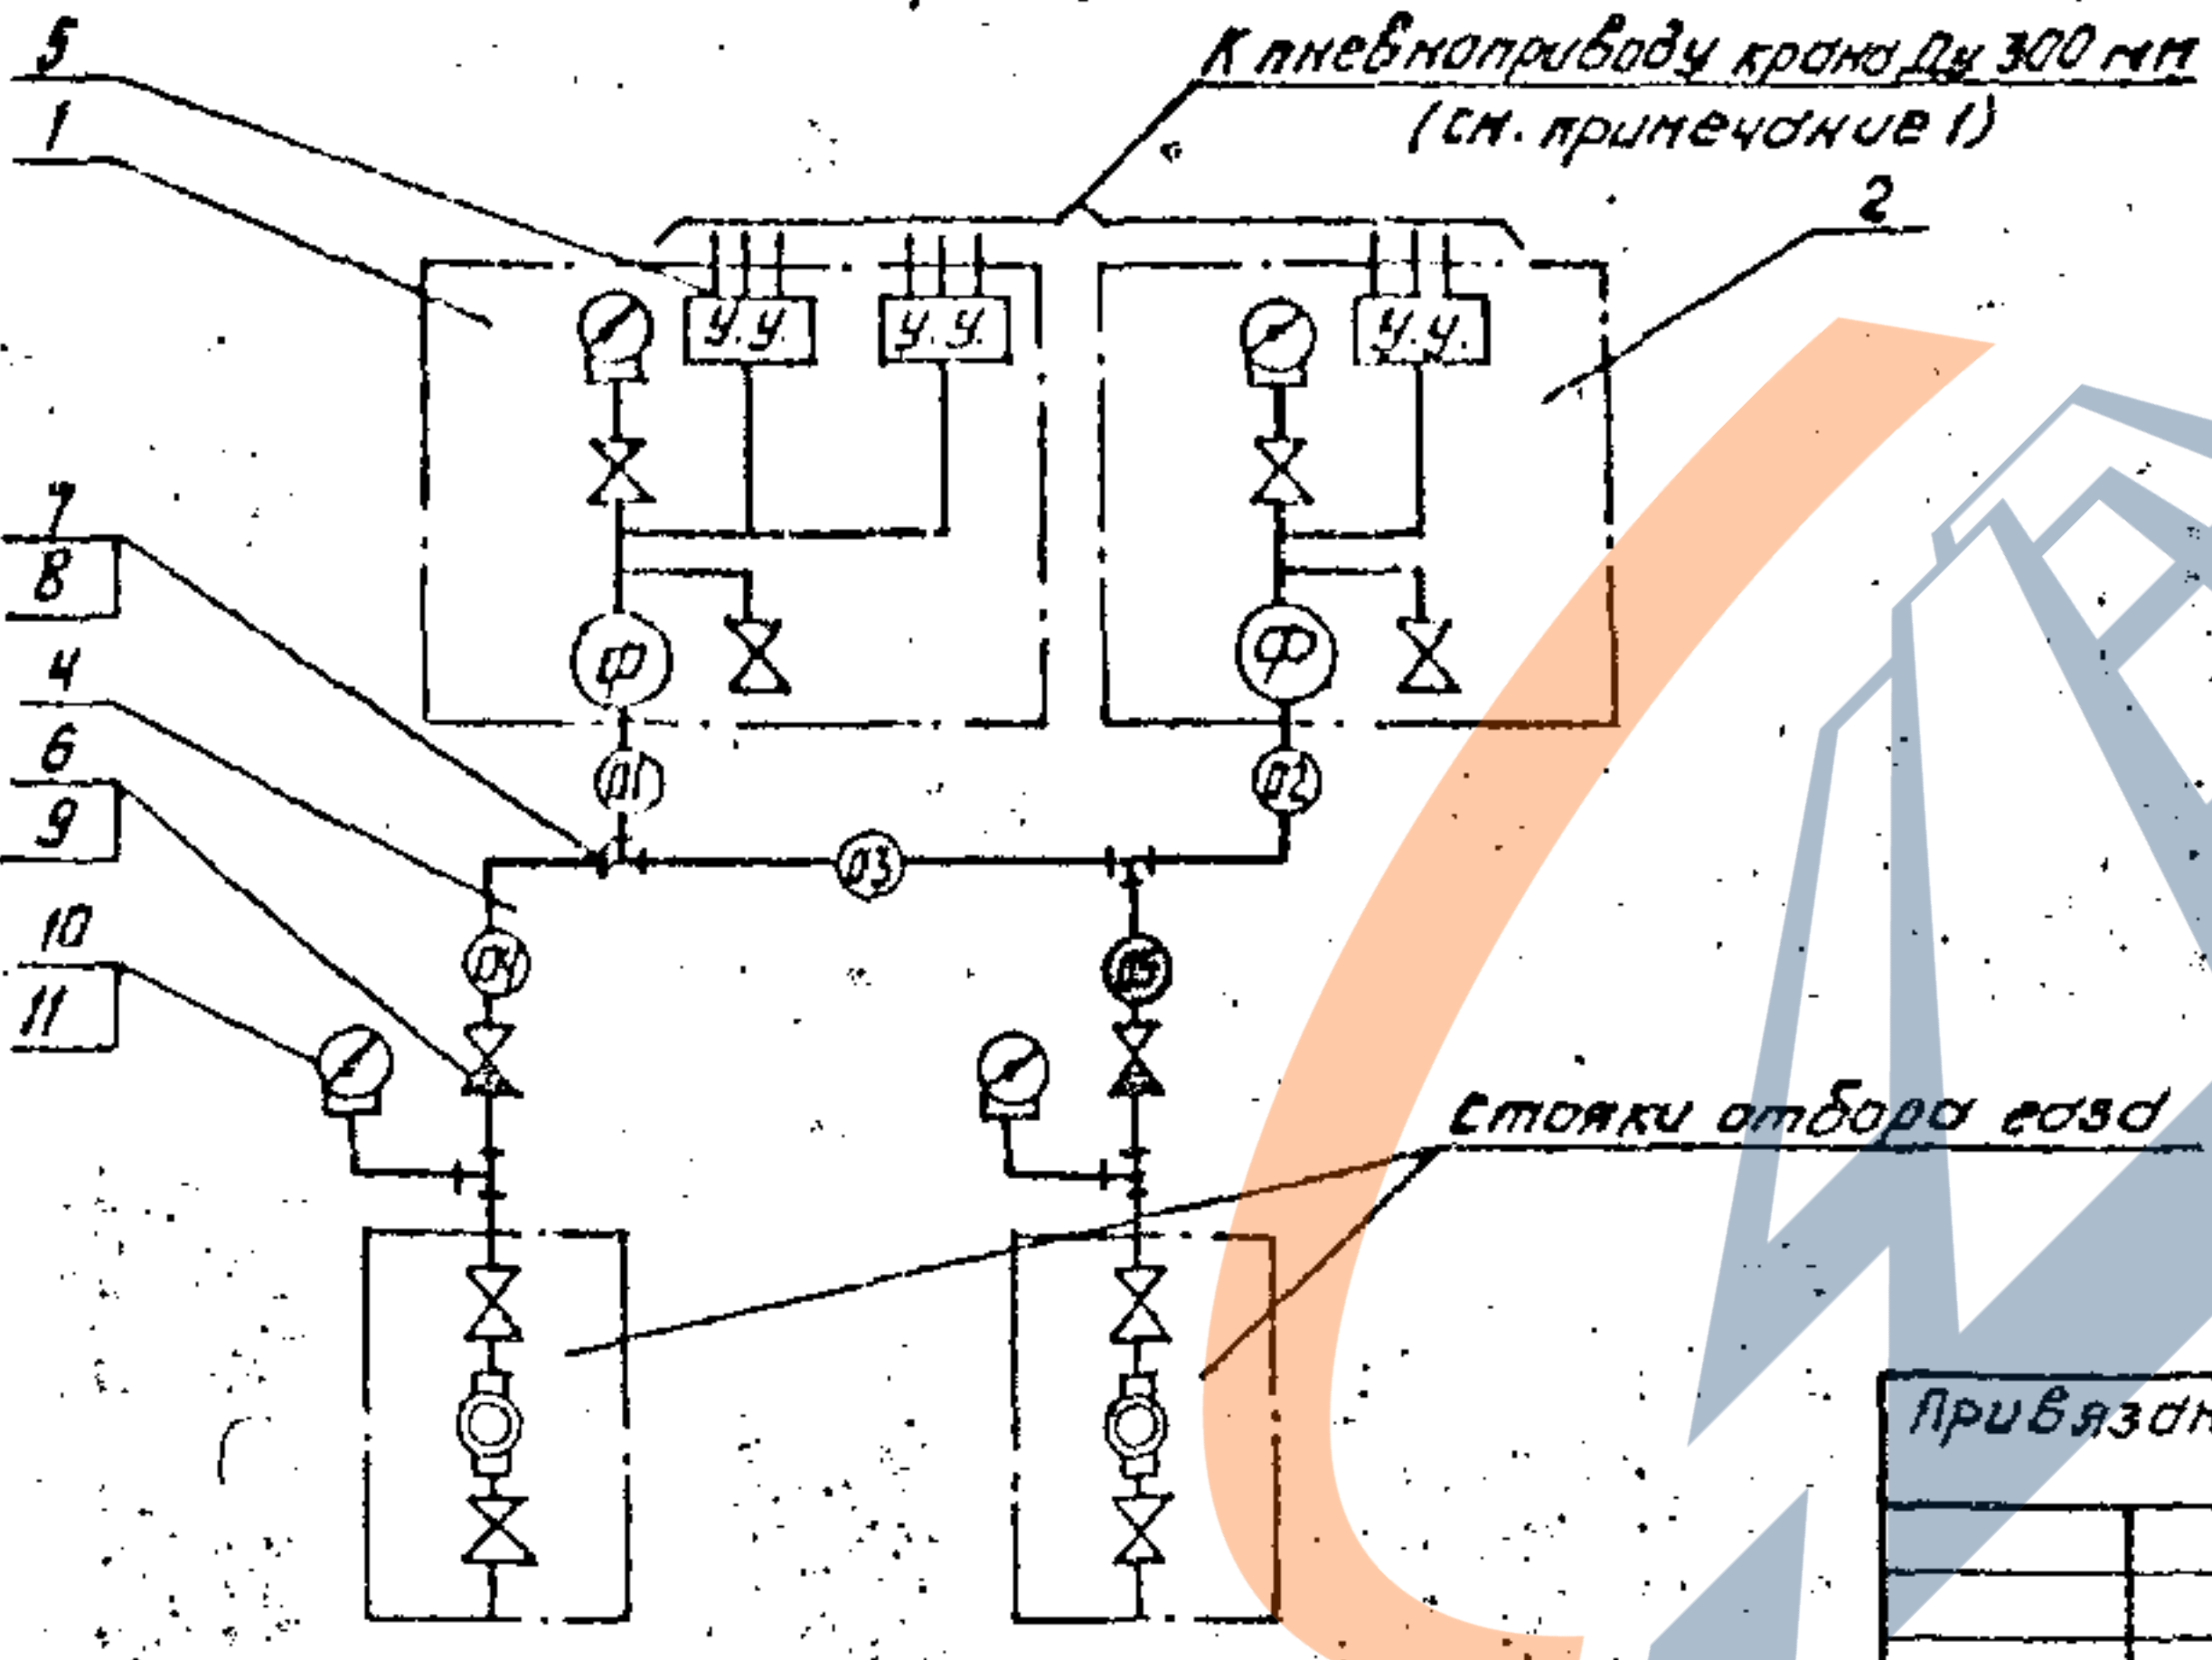 5
К пневмоприводу крана Ду 300 мм
1
(см. примечание 1)
2
У.У.
У.У.
У.У.
7
8
4
Ф
Ф
6
01
02
9
03
10
04
05
11
Стояки отбора газа
Привязан